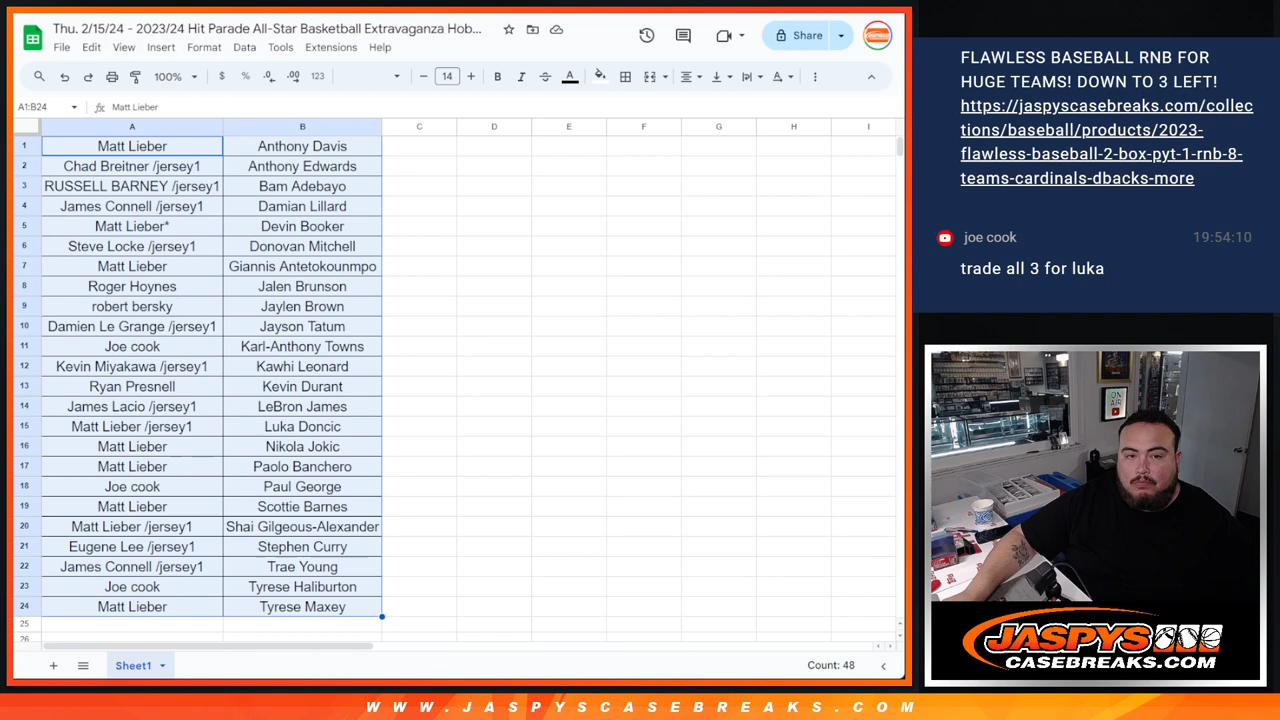 Thu. 2/15/24 - 2023/24 Hit Parade All-Star Basketball Extravaganza Hob...
File Edit View Insert Format Data Tools Extensions Help
Share
100% $ % .0 .00 123 14 B I A
A1:B24 fx Matt Lieber
A B C D E F G H I
1 Matt Lieber Anthony Davis
2 Chad Breitner /jersey1 Anthony Edwards
3 RUSSELL BARNEY /jersey1 Bam Adebayo
4 James Connell /jersey1 Damian Lillard
5 Matt Lieber* Devin Booker
6 Steve Locke /jersey1 Donovan Mitchell
7 Matt Lieber Giannis Antetokounmpo
8 Roger Hoynes Jalen Brunson
9 robert bersky Jaylen Brown
10 Damien Le Grange /jersey1 Jayson Tatum
11 Joe cook Karl-Anthony Towns
12 Kevin Miyakawa /jersey1 Kawhi Leonard
13 Ryan Presnell Kevin Durant
14 James Lacio /jersey1 LeBron James
15 Matt Lieber /jersey1 Luka Doncic
16 Matt Lieber Nikola Jokic
17 Matt Lieber Paolo Banchero
18 Joe cook Paul George
19 Matt Lieber Scottie Barnes
20 Matt Lieber /jersey1 Shai Gilgeous-Alexander
21 Eugene Lee /jersey1 Stephen Curry
22 James Connell /jersey1 Trae Young
23 Joe cook Tyrese Haliburton
24 Matt Lieber Tyrese Maxey
25
26
Sheet1 Count: 48
FLAWLESS BASEBALL RNB FOR
HUGE TEAMS! DOWN TO 3 LEFT!
https://jaspyscasebreaks.com/collec
tions/baseball/products/2023-
flawless-baseball-2-box-pyt-1-rnb-8-
teams-cardinals-dbacks-more
joe cook 19:54:10
trade all 3 for luka
ON
AIR
JASPYS
CASEBREAKS.COM
WWW.JASPYSCASEBREAKS.COM